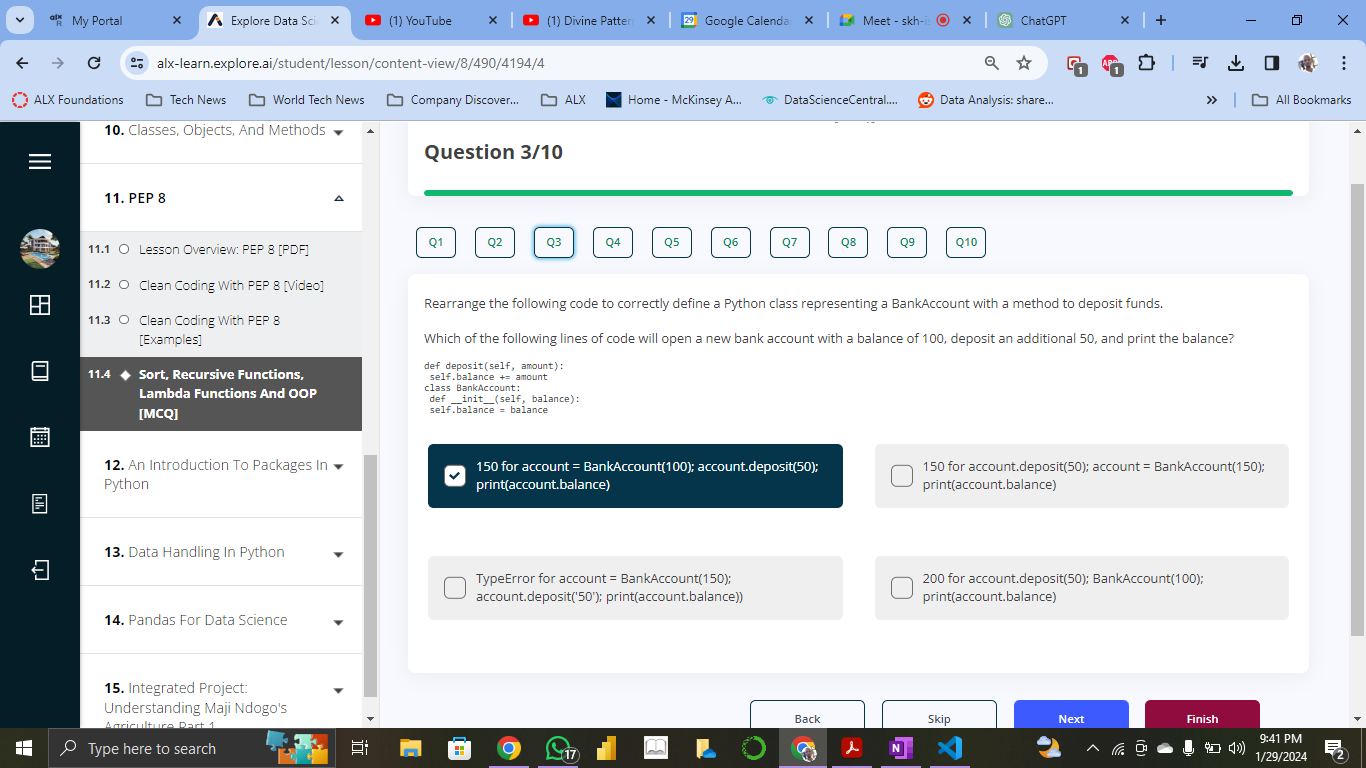 My Portal
Explore Data Sci
(1) YouTube
(1) Divine Patter
Google Calenda
Meet - skh-i
ChatGPT
alx-learn.explore.ai/student/lesson/content-view/8/490/4194/4
1
1
ALX Foundations
Tech News
World Tech News
Company Discover...
ALX
Home - McKinsey A...
DataScienceCentral....
Data Analysis: share...
»
All Bookmarks
10. Classes, Objects, And Methods
11. PEP 8
11.1 Lesson Overview: PEP 8 [PDF]
11.2 Clean Coding With PEP 8 [Video]
11.3 Clean Coding With PEP 8
[Examples]
11.4 Sort, Recursive Functions,
Lambda Functions And OOP
[MCQ]
12. An Introduction To Packages In
Python
13. Data Handling In Python
14. Pandas For Data Science
15. Integrated Project:
Understanding Maji Ndogo's
Agriculture Part 1
Question 3/10
Q1
Q2
Q3
Q4
Q5
Q6
Q7
Q8
Q9
Q10
Rearrange the following code to correctly define a Python class representing a BankAccount with a method to deposit funds.
Which of the following lines of code will open a new bank account with a balance of 100, deposit an additional 50, and print the balance?
def deposit(self, amount):
self.balance += amount
class BankAccount:
def __init__(self, balance):
self.balance = balance
150 for account = BankAccount(100); account.deposit(50);
print(account.balance)
150 for account.deposit(50); account = BankAccount(150);
print(account.balance)
TypeError for account = BankAccount(150);
account.deposit('50'); print(account.balance))
200 for account.deposit(50); BankAccount(100);
print(account.balance)
Back
Skip
Next
Finish
Type here to search
17
9:41 PM
1/29/2024
2